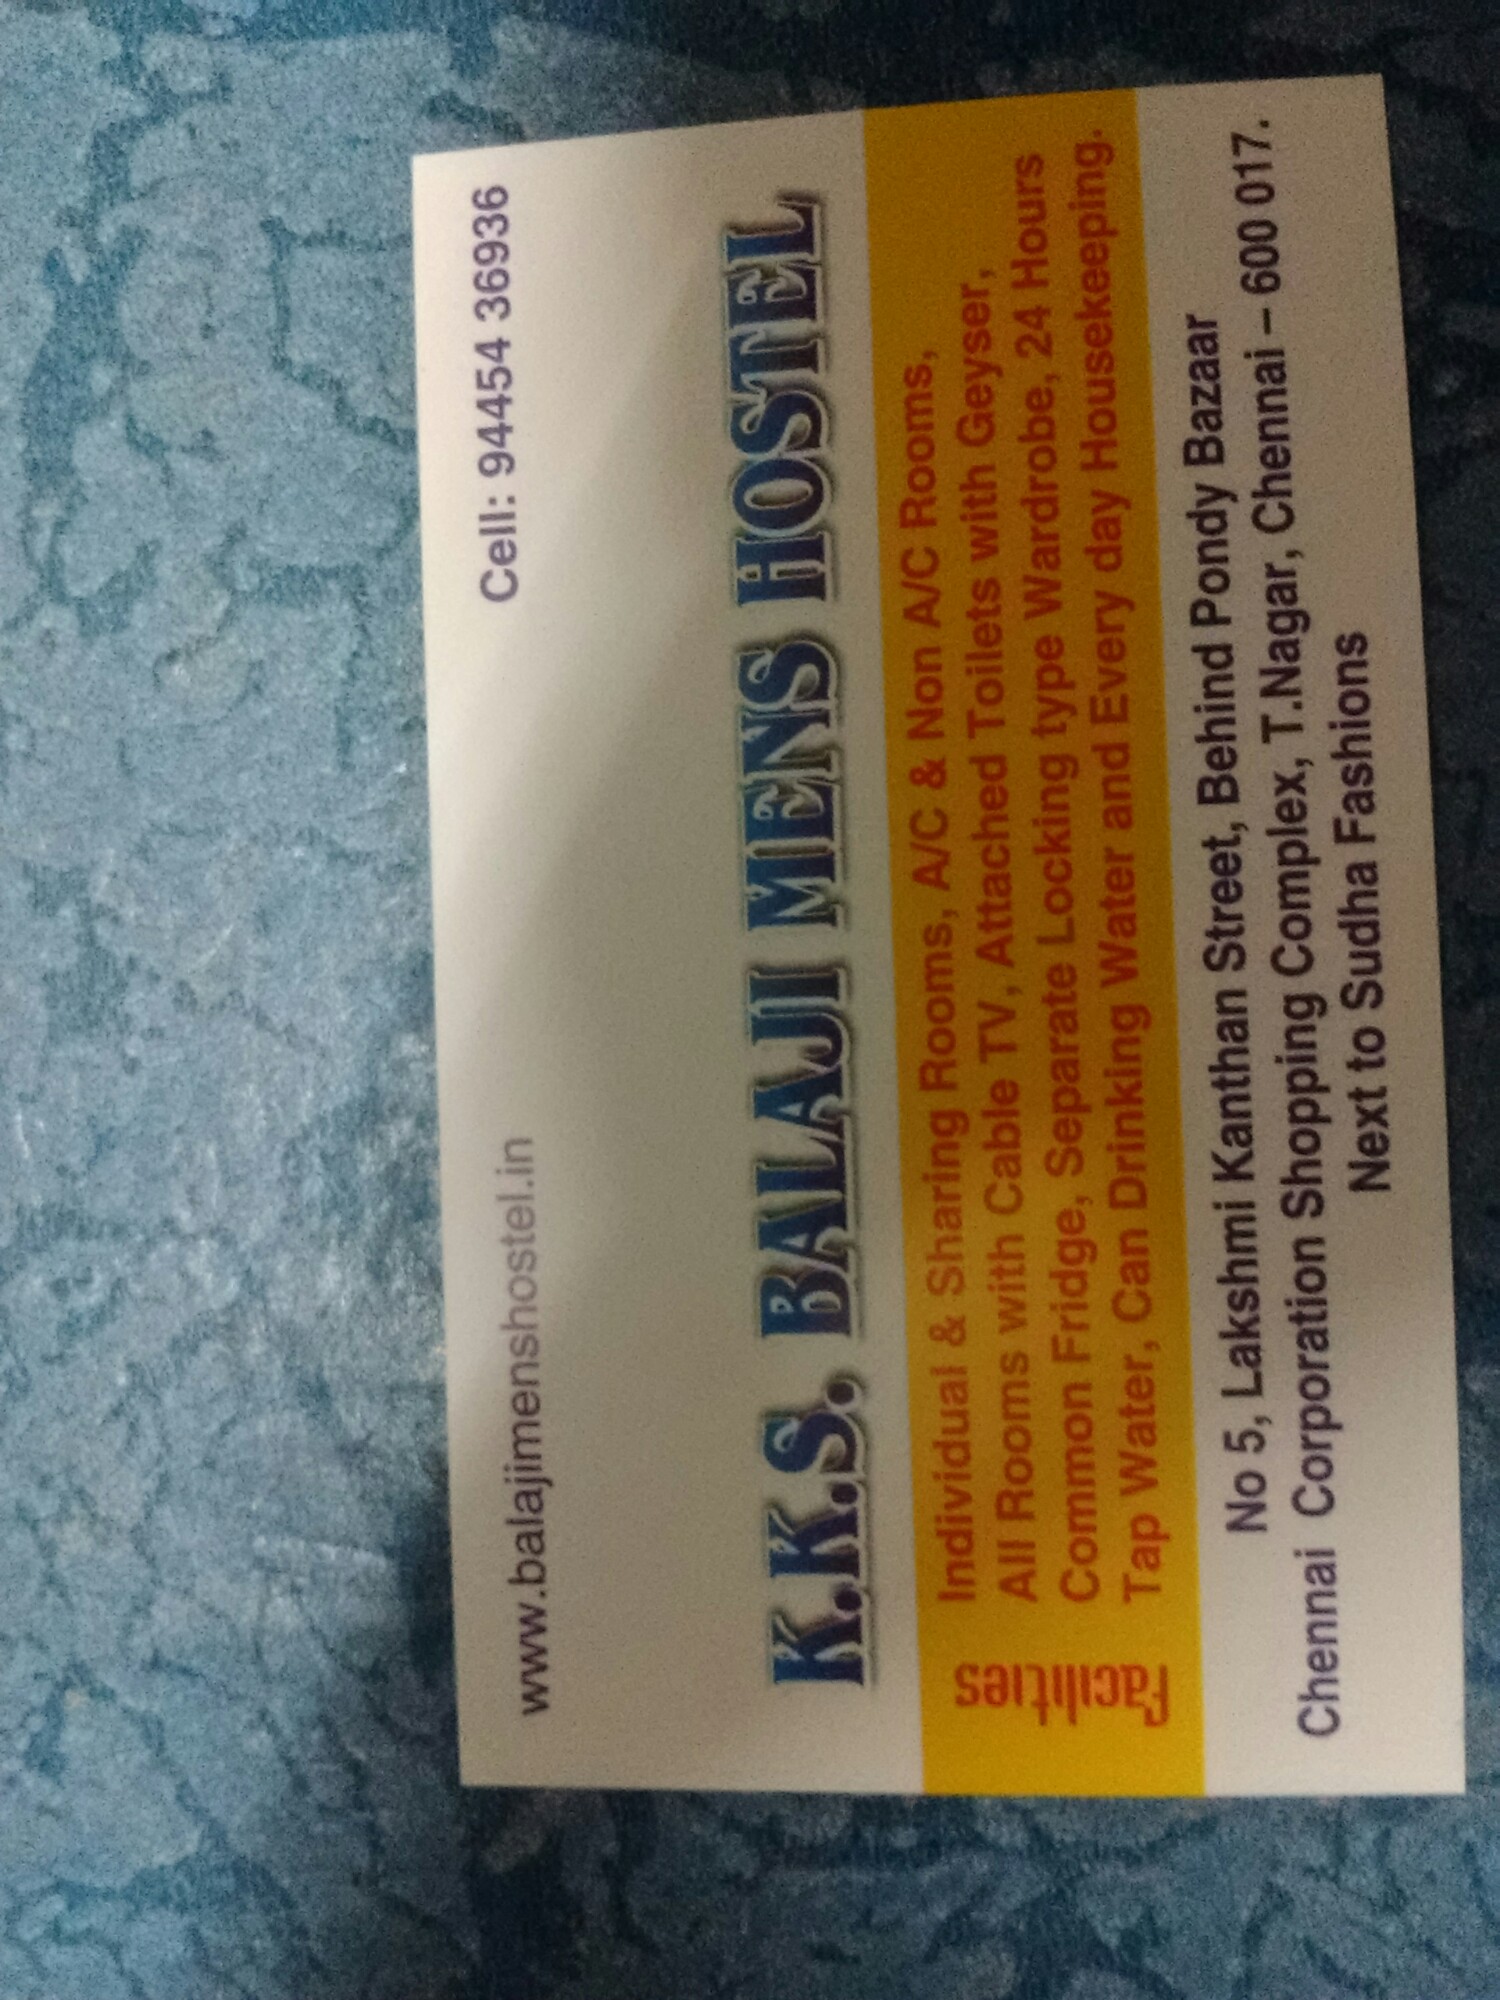 www.balajimenshostel.in Cell: 94454 36936
K.K.S. BALAJI MENS HOSTEL
Facilities
Individual & Sharing Rooms, A/C & Non A/C Rooms,
All Rooms with Cable TV, Attached Toilets with Geyser,
Common Fridge, Separate Locking type Wardrobe, 24 Hours
Tap Water, Can Drinking Water and Every day Housekeeping.
No 5, Lakshmi Kanthan Street, Behind Pondy Bazaar
Chennai Corporation Shopping Complex, T.Nagar, Chennai – 600 017.
Next to Sudha Fashions